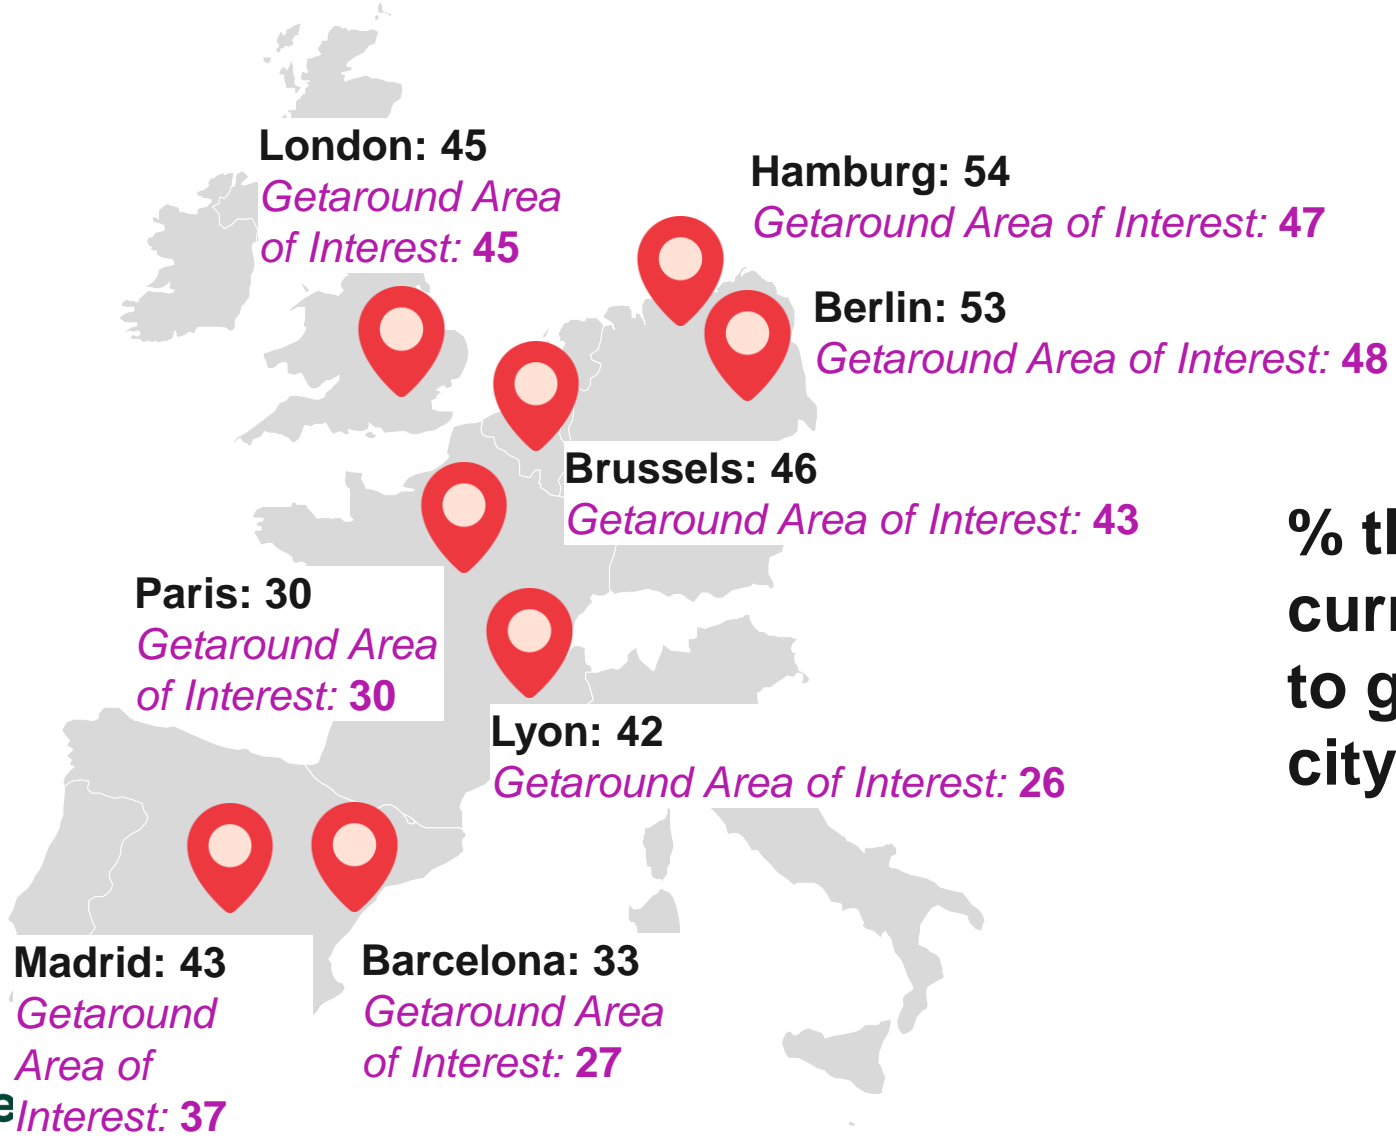 London: 45
Getaround Area
of Interest: 45
Hamburg: 54
Getaround Area of Interest: 47
Berlin: 53
Getaround Area of Interest: 48
Brussels: 46
Getaround Area of Interest: 43
Paris: 30
Getaround Area
of Interest: 30
Lyon: 42
Getaround Area of Interest: 26
Madrid: 43
Getaround
Area of
Interest: 37
Barcelona: 33
Getaround Area
of Interest: 27
%
to
city